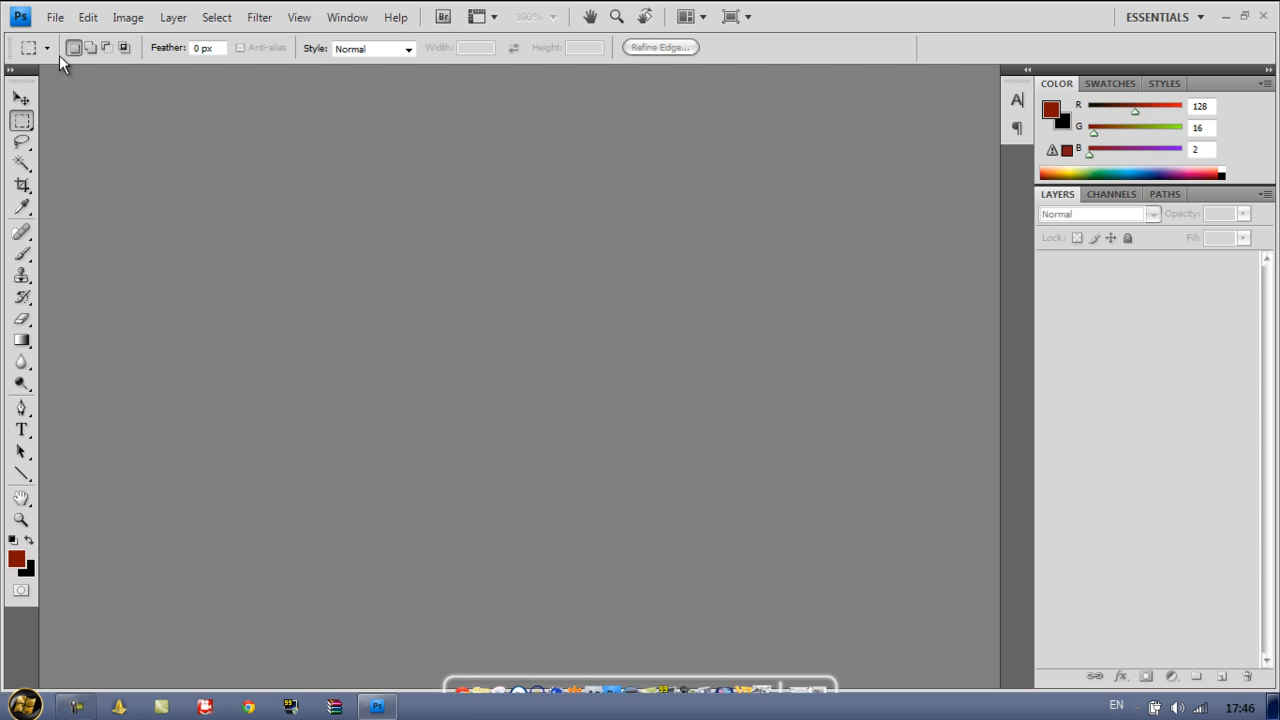 Ps File Edit Image Layer Select Filter View Window Help Br 100% ESSENTIALS
Feather: 0 px Anti-alias Style: Normal Width: Height: Refine Edge...
COLOR SWATCHES STYLES
A
R 128
G 16
B 2
LAYERS CHANNELS PATHS
Normal Opacity:
Lock: Fill:
T
fx
Ps EN 17:46